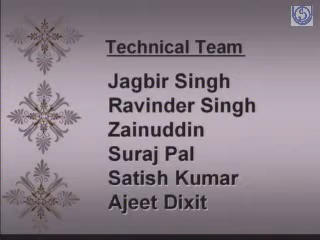 Technical Team
Jagbir Singh
Ravinder Singh
Zainuddin
Suraj Pal
Satish Kumar
Ajeet Dixit